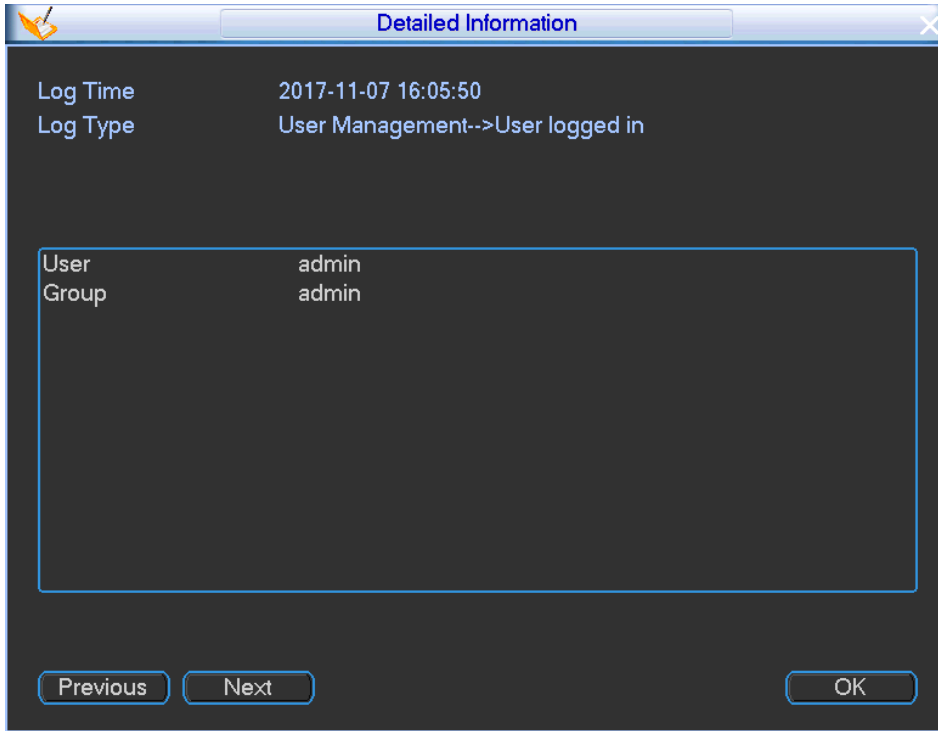 Detailed Information
Log Time 2017-11-07 16:05:50
Log Type User Management-->User logged in
User admin
Group admin
Previous Next OK